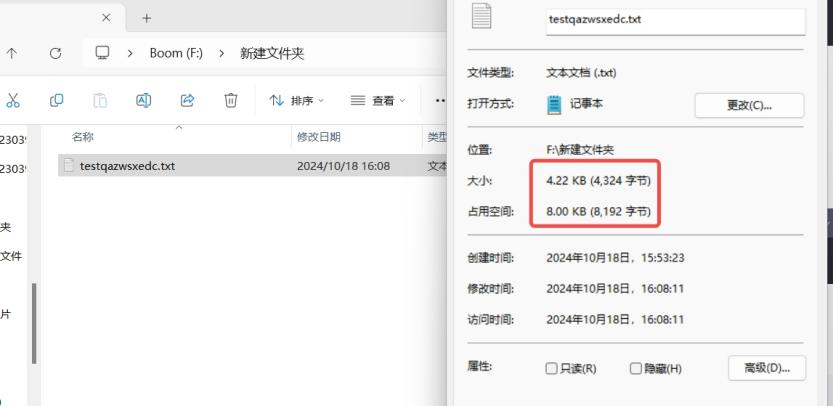 Boom (F:) 新建文件夹
排序 查看
名称 修改日期 类型
testqazwsxedc.txt 2024/10/18 16:08 文本
夹
文件
片
testqazwsxedc.txt
文件类型: 文本文档 (.txt)
打开方式: 记事本 更改(C)...
位置: F:\新建文件夹
大小: 4.22 KB (4,324 字节)
占用空间: 8.00 KB (8,192 字节)
创建时间: 2024年10月18日，15:53:23
修改时间: 2024年10月18日，16:08:11
访问时间: 2024年10月18日，16:08:11
属性: 只读(R) 隐藏(H) 高级(D)...